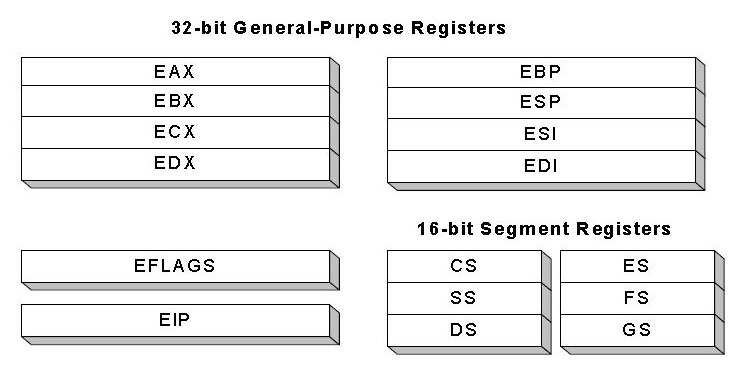 32-bit General-Purpose Registers
EAX
EBX
ECX
EDX
EBP
ESP
ESI
EDI
16-bit Segment Registers
EFLAGS
EIP
CS
SS
DS
ES
FS
GS